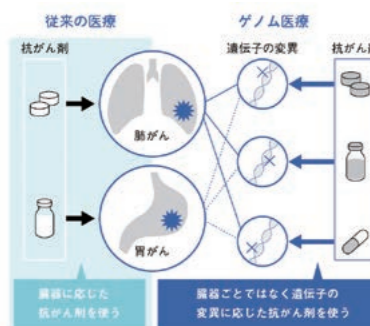 従来の医療
ゲノム医療
抗がん剤
遺伝子の変異
抗がん
肺がん
胃がん
臓器に応じた
抗がん剤を使う
臓器ごとではなく遺伝子の
変異に応じた抗がん剤を使う